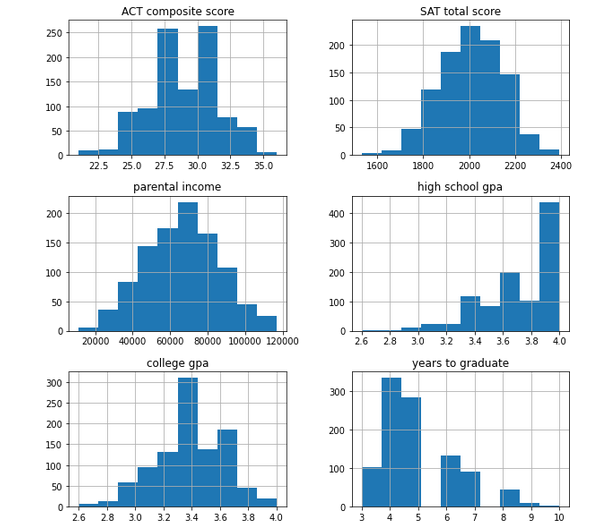 ACT composite score
250
200
150
100
50
0
22.5 25.0 27.5 30.0 32.5 35.0
SAT total score
200
150
100
50
0
1600 1800 2000 2200 2400
parental income
200
150
100
50
0
20000 40000 60000 80000 100000 120000
high school gpa
400
300
200
100
0
2.6 2.8 3.0 3.2 3.4 3.6 3.8 4.0
college gpa
300
250
200
150
100
50
0
2.6 2.8 3.0 3.2 3.4 3.6 3.8 4.0
years to graduate
300
200
100
0
3 4 5 6 7 8 9 10